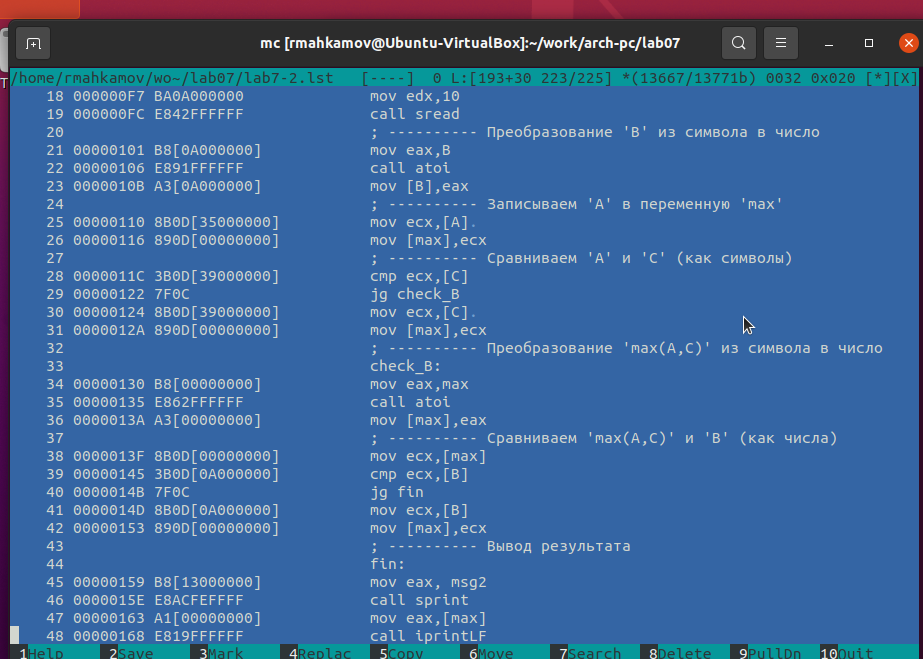 mc [rmahkamov@Ubuntu-VirtualBox]:~/work/arch-pc/lab07
/home/rmahkamov/wo~/lab07/lab7-2.lst [----] 0 L:[193+30 223/225] *(13667/13771b) 0032 0x020 [*][X]
18 000000F7 BA0A000000 mov edx,10
19 000000FC E842FFFFFF call sread
20 ; ---------- Преобразование 'B' из символа в число
21 00000101 B8[0A000000] mov eax,B
22 00000106 E891FFFFFF call atol
23 0000010B A3[0A000000] mov [B],eax
24 ; ---------- Записываем 'A' в переменную 'max'
25 00000110 8B0D[35000000] mov ecx,[A].
26 00000116 890D[00000000] mov [max],ecx
27 ; ---------- Сравниваем 'A' и 'С' (как символы)
28 0000011C 3B0D[39000000] cmp ecx,[C]
29 00000122 7F0C jg check_B
30 00000124 8B0D[39000000] mov ecx,[C].
31 0000012A 890D[00000000] mov [max],ecx
32 ; ---------- Преобразование 'max(A,C)' из символа в число
33 check_B:
34 00000130 B8[00000000] mov eax,max
35 00000135 E862FFFFFF call atol
36 0000013A A3[00000000] mov [max],eax
37 ; ---------- Сравниваем 'max(A,C)' и 'B' (как числа)
38 0000013F 8B0D[00000000] mov ecx,[max]
39 00000145 3B0D[0A000000] cmp ecx,[B]
40 0000014B 7F0C jg fin
41 0000014D 8B0D[0A000000] mov ecx,[B]
42 00000153 890D[00000000] mov [max],ecx
43 ; ---------- Вывод результата
44 fin:
45 00000159 B8[13000000] mov eax, msg2
46 0000015E E8ACFEFFFF call sprint
47 00000163 A1[00000000] mov eax,[max]
48 00000168 E819FFFFFF call iprintLF
1Help 2Save 3Mark 4Replac 5Copy 6Move 7Search 8Delete 9PullDn 10Quit